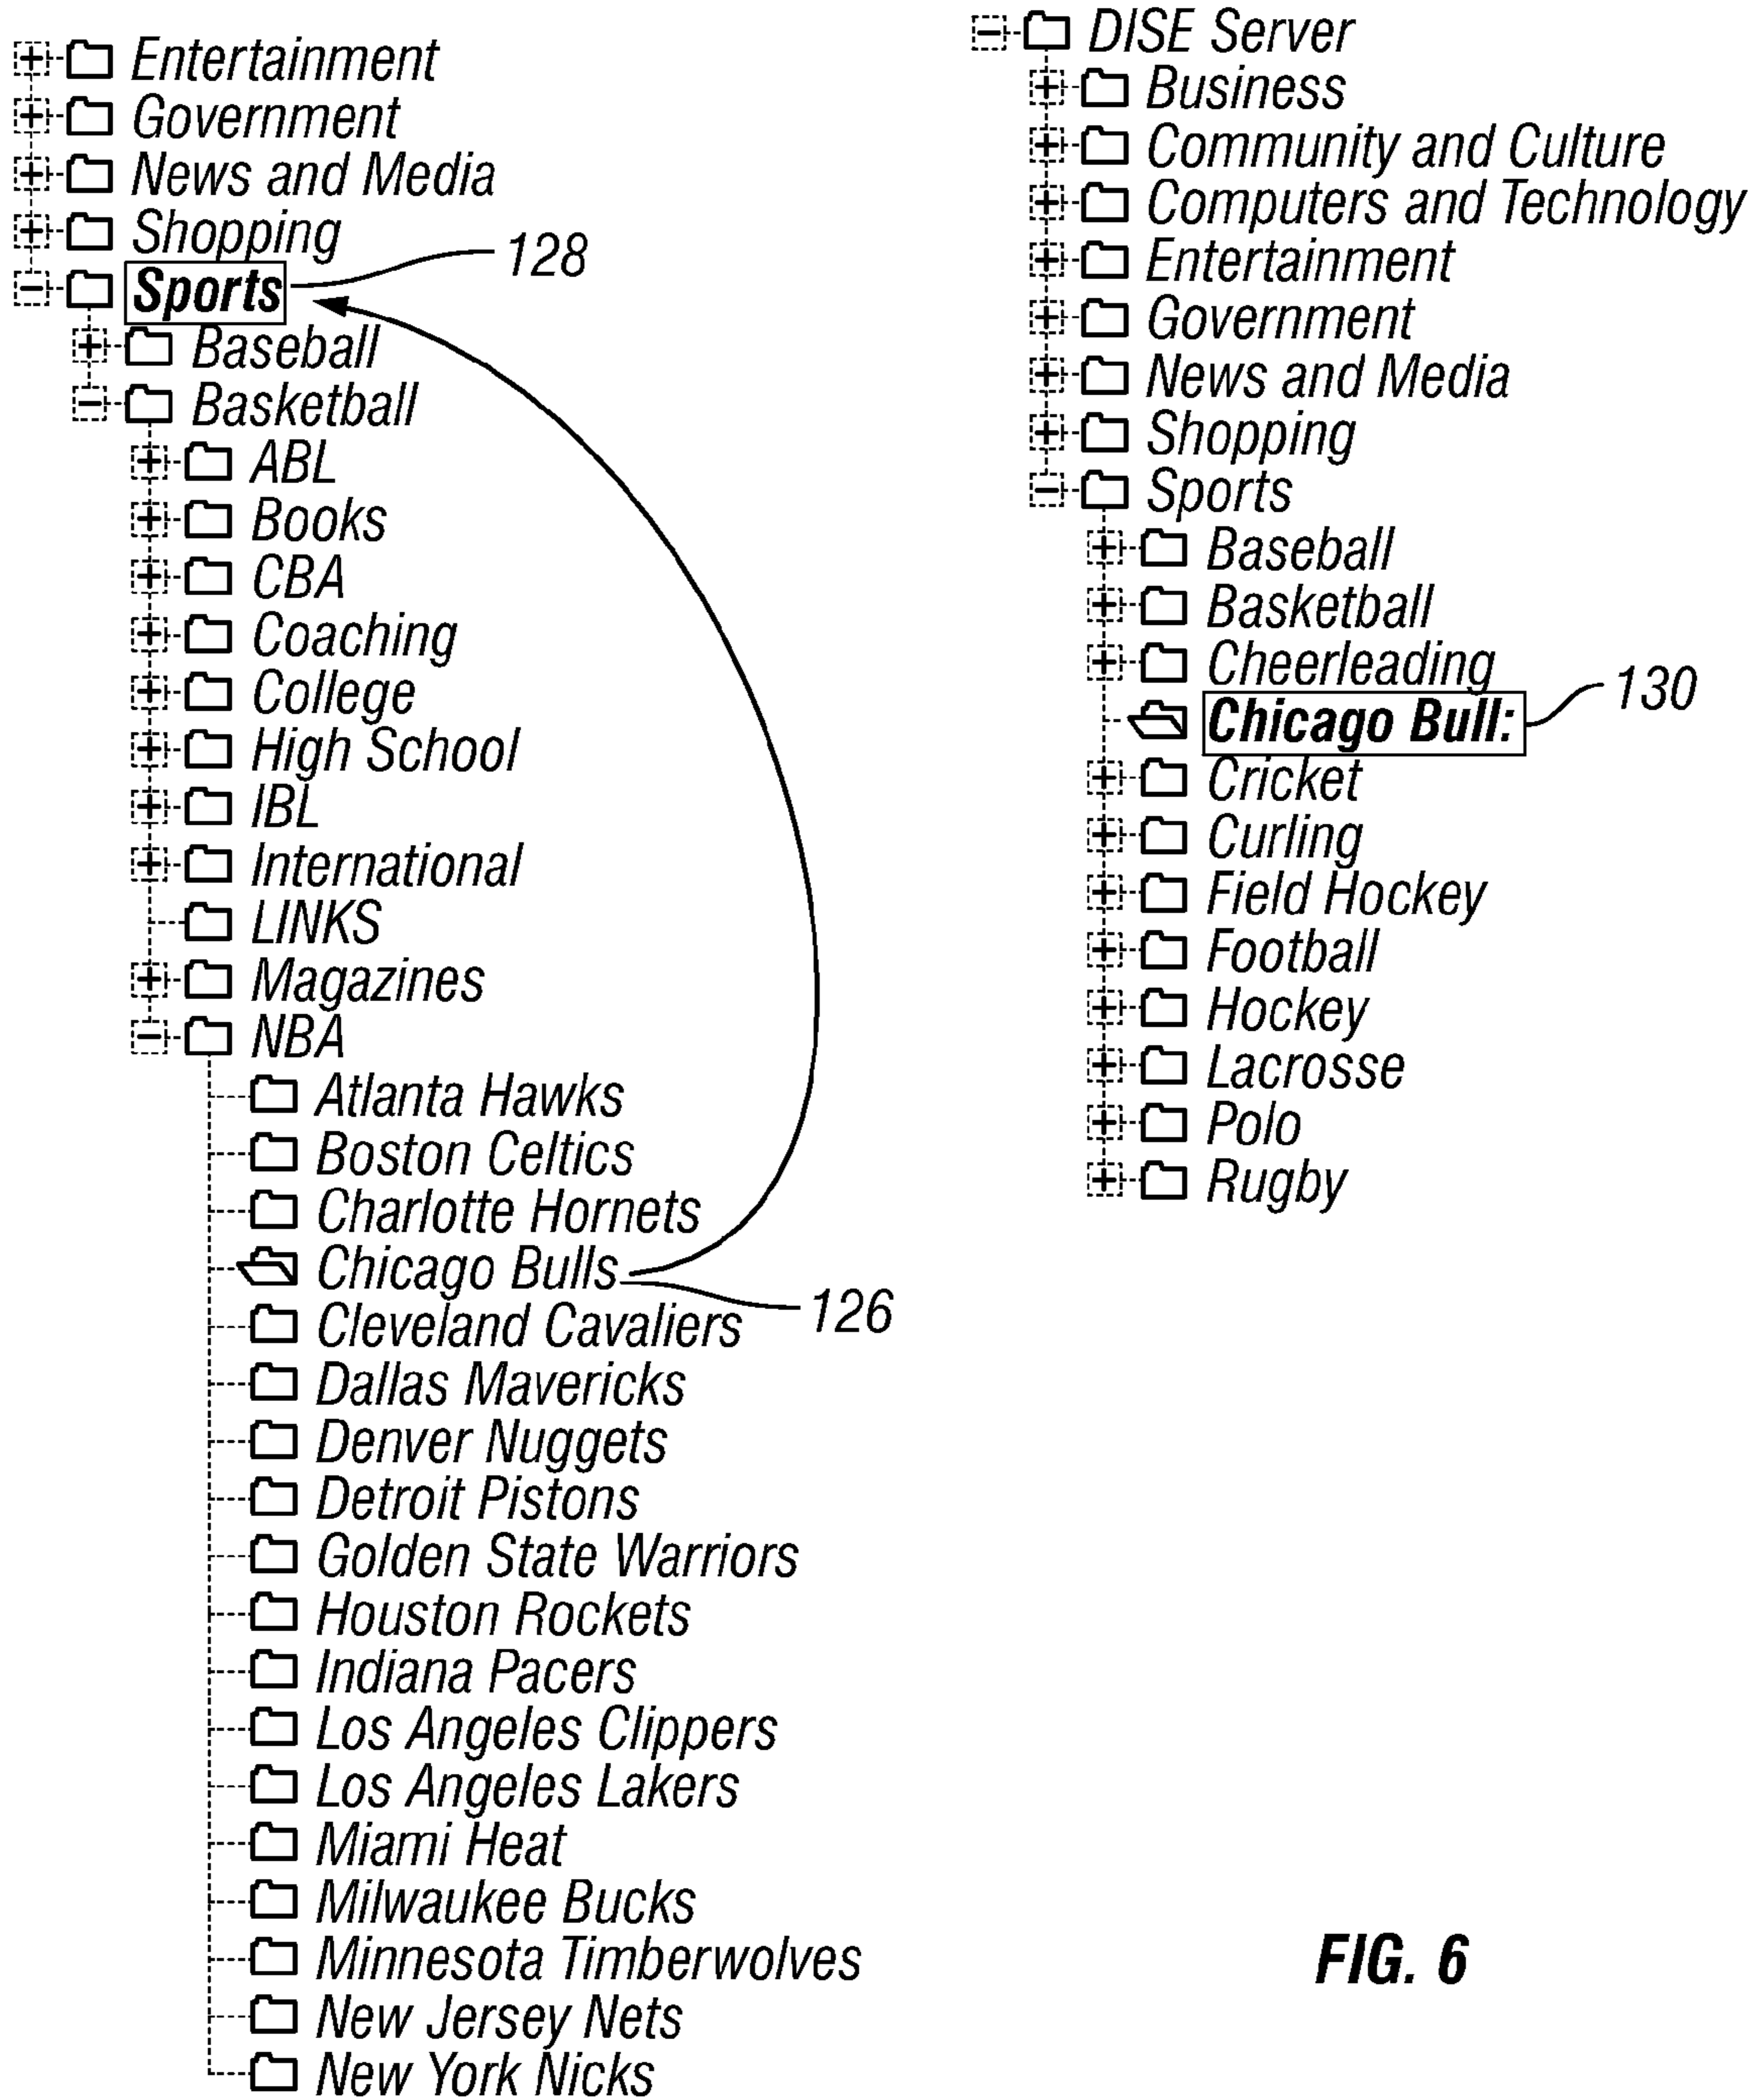 Entertainment
Government
News and Media
Shopping
128
Sports
Baseball
Basketball
ABL
Books
CBA
Coaching
College
High School
IBL
International
LINKS
Magazines
NBA
Atlanta Hawks
Boston Celtics
Charlotte Hornets
Chicago Bulls
126
Cleveland Cavaliers
Dallas Mavericks
Denver Nuggets
Detroit Pistons
Golden State Warriors
Houston Rockets
Indiana Pacers
Los Angeles Clippers
Los Angeles Lakers
Miami Heat
Milwaukee Bucks
Minnesota Timberwolves
New Jersey Nets
New York Nicks
DISE Server
Business
Community and Culture
Computers and Technology
Entertainment
Government
News and Media
Shopping
Sports
Baseball
Basketball
Cheerleading
130
Chicago Bull:
Cricket
Curling
Field Hockey
Football
Hockey
Lacrosse
Polo
Rugby
FIG. 6